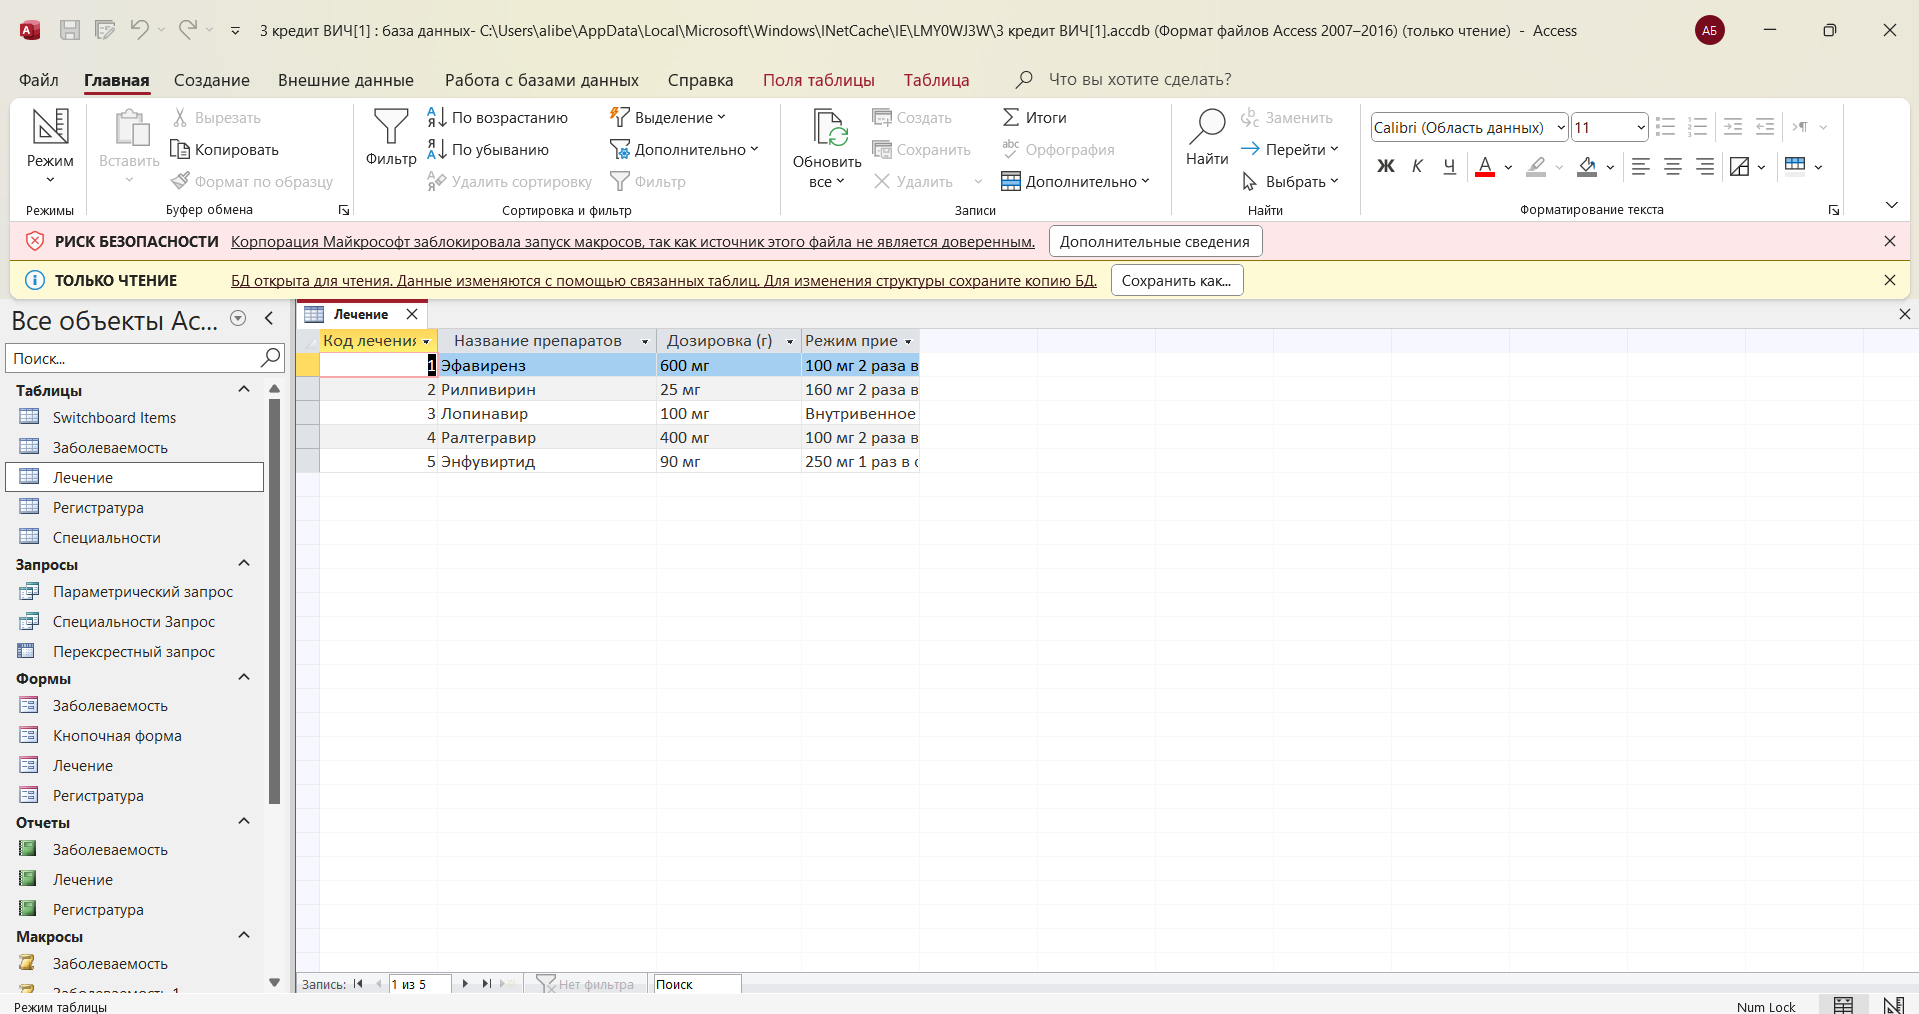 3 кредит ВИЧ[1] : база данных- C:\Users\alibe\AppData\Local\Microsoft\Windows\INetCache\IE\LMY0WJ3W\3 кредит ВИЧ[1].accdb (Формат файлов Access 2007–2016) (только чтение) - Access
АБ
Файл Главная Создание Внешние данные Работа с базами данных Справка Поля таблицы Таблица Что вы хотите сделать?
Режим
Режимы
Вставить
Вырезать
Копировать
Формат по образцу
Буфер обмена
Фильтр
По возрастанию
По убыванию
Удалить сортировку
Выделение
Дополнительно
Фильтр
Сортировка и фильтр
Обновить
все
Создать
Сохранить
Удалить
Итоги
Орфография
Дополнительно
Записи
Найти
Заменить
Перейти
Выбрать
Найти
Calibri (Область данных) 11
Ж К Ч А
Форматирование текста
РИСК БЕЗОПАСНОСТИ Корпорация Майкрософт заблокировала запуск макросов, так как источник этого файла не является доверенным. Дополнительные сведения
ТОЛЬКО ЧТЕНИЕ БД открыта для чтения. Данные изменяются с помощью связанных таблиц. Для изменения структуры сохраните копию БД. Сохранить как...
Все объекты Ac...
Поиск...
Таблицы
Switchboard Items
Заболеваемость
Лечение
Регистратура
Специальности
Запросы
Параметрический запрос
Специальности Запрос
Перексрестный запрос
Формы
Заболеваемость
Кнопочная форма
Лечение
Регистратура
Отчеты
Заболеваемость
Лечение
Регистратура
Макросы
Заболеваемость
Заболеваемость 1
Лечение
Код лечения Название препаратов Дозировка (г) Режим прие
1 Эфавиренз 600 мг 100 мг 2 раза в
2 Рилпивирин 25 мг 160 мг 2 раза в
3 Лопинавир 100 мг Внутривенное
4 Ралтегравир 400 мг 100 мг 2 раза в
5 Энфувиртид 90 мг 250 мг 1 раз в с
Запись: 1 из 5 Нет фильтра Поиск
Режим таблицы Num Lock